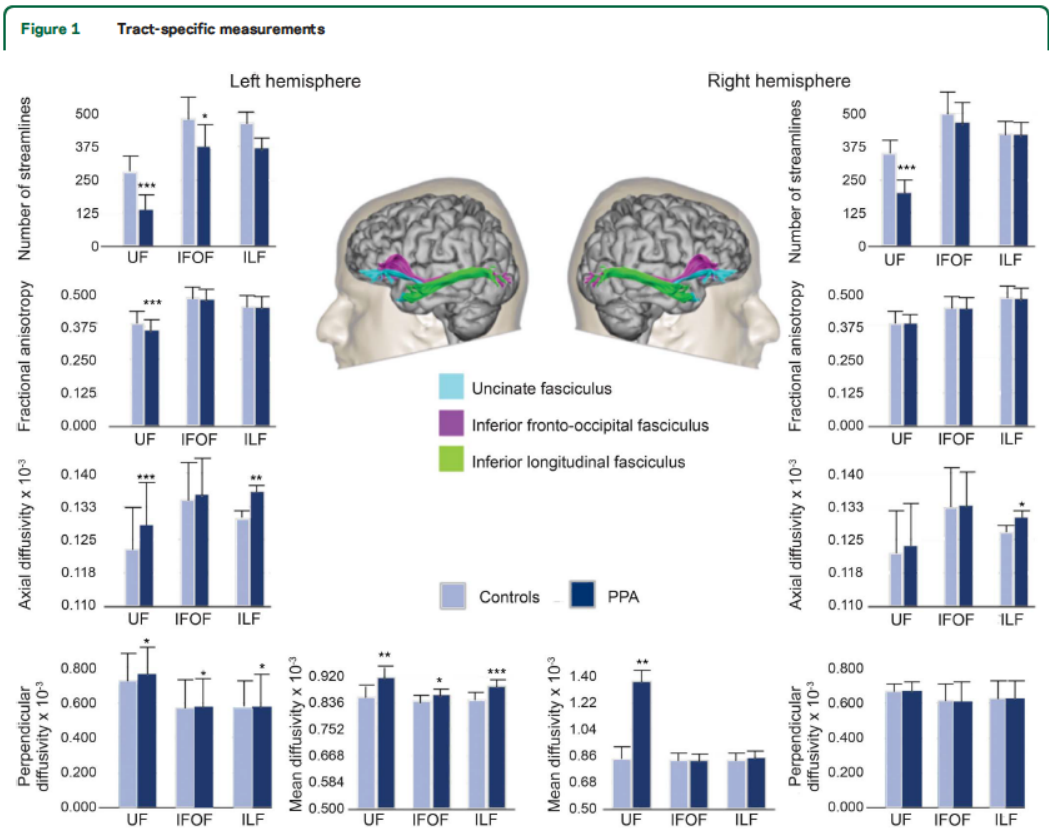 Figure 1 Tract-specific measurements
Left hemisphere
Right hemisphere
Number of streamlines
500
375
250
125
0
***
*
UF IFOF ILF
Number of streamlines
500
375
250
125
0
***
UF IFOF ILF
Fractional anisotropy
0.500
0.375
0.250
0.125
0.000
***
UF IFOF ILF
Uncinate fasciculus
Inferior fronto-occipital fasciculus
Inferior longitudinal fasciculus
Fractional anisotropy
0.500
0.375
0.250
0.125
0.000
UF IFOF ILF
Axial diffusivity x 10-3
0.140
0.133
0.125
0.118
0.110
***
**
UF IFOF ILF
Controls
PPA
Axial diffusivity x 10-3
0.140
0.133
0.125
0.118
0.110
*
UF IFOF ILF
Perpendicular
diffusivity x 10-3
0.800
0.600
0.400
0.200
0.000
*
*
*
UF IFOF ILF
Mean diffusivity x 10-3
0.920
0.836
0.752
0.668
0.584
0.500
**
*
***
UF IFOF ILF
Mean diffusivity x 10-3
1.40
1.22
1.04
0.86
0.68
0.50
**
UF IFOF ILF
Perpendicular
diffusivity x 10-3
0.800
0.600
0.400
0.200
0.000
UF IFOF ILF